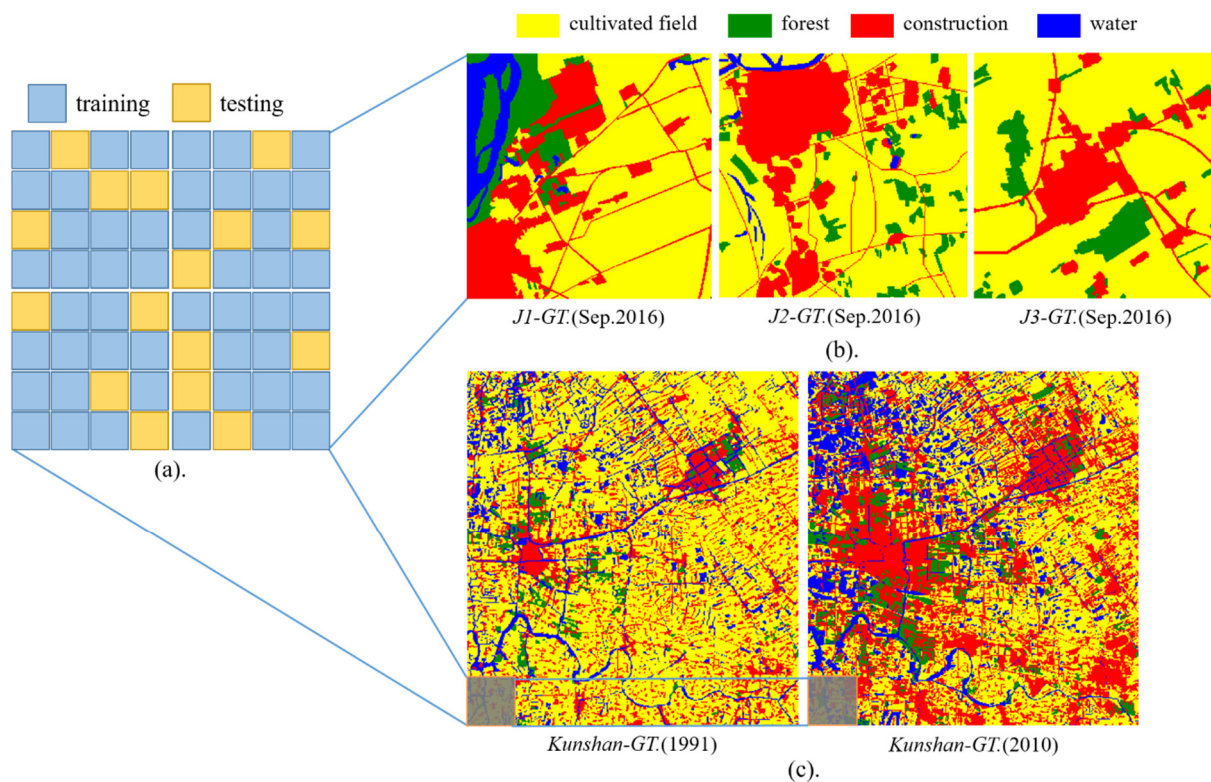 cultivated field forest construction water
training testing
J1-GT.(Sep.2016) J2-GT.(Sep.2016) J3-GT.(Sep.2016)
(b).
(a).
Kunshan-GT.(1991) Kunshan-GT.(2010)
(c).